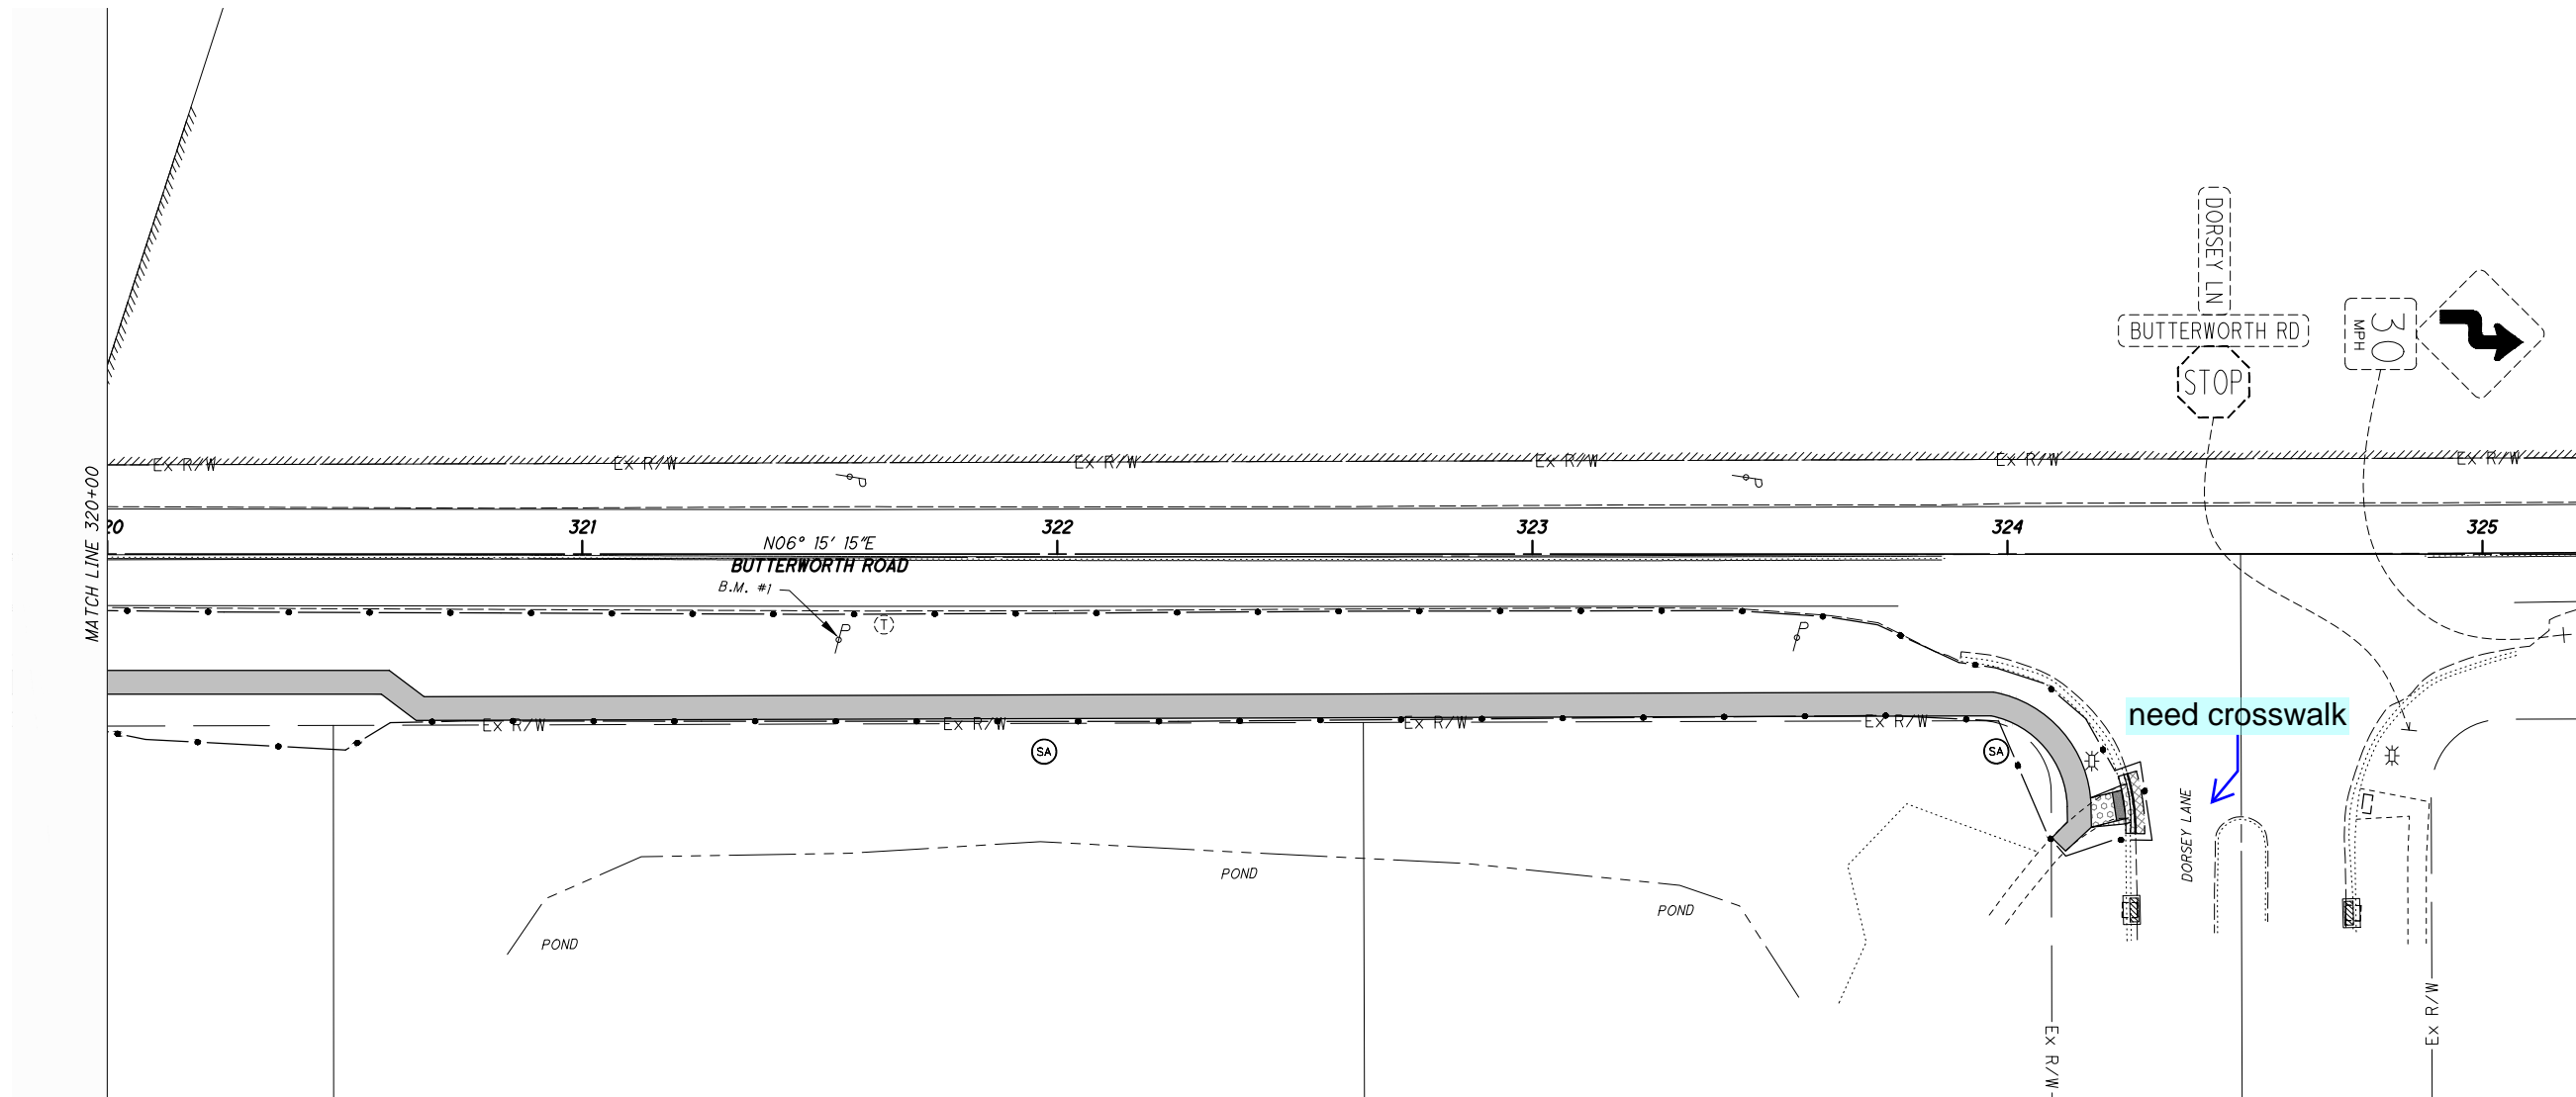 DORSEY LN
BUTTERWORTH RD
STOP
30
MPH
Ex R/W
Ex R/W
Ex R/W
Ex R/W
Ex R/W
Ex R/W
MATCH LINE 320+00
20
321
322
323
324
325
N06° 15' 15"E
BUTTERWORTH ROAD
B.M. #1
T
need crosswalk
Ex R/W
Ex R/W
Ex R/W
Ex R/W
SA
SA
DORSEY LANE
POND
POND
POND
Ex R/W
Ex R/W